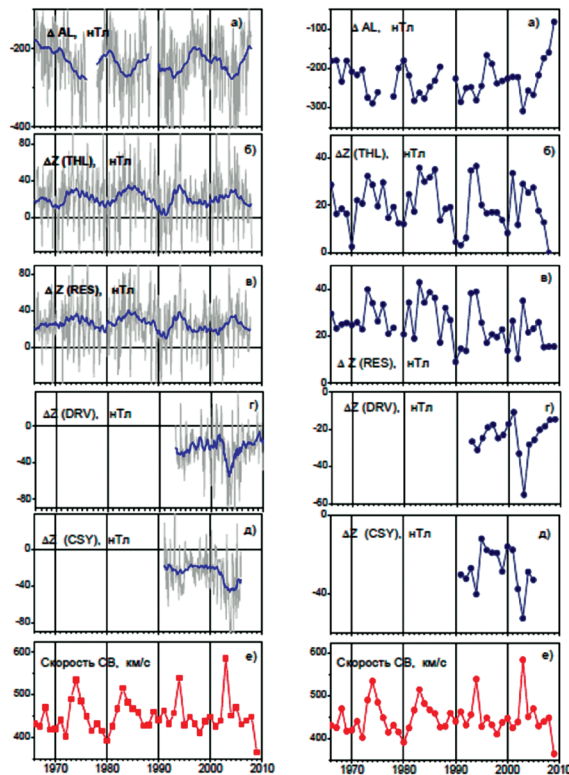 Δ AL, нТл а)
-200
-400
80 ΔZ (THL), нТл б)
40
0
80 Δ Z (RES), нТл в)
40
0
ΔZ (DRV), нТл г)
0
-40
-80
ΔZ (CSY), нТл д)
0
-40
-80
600 Скорость СВ, км/с е)
500
400
1970 1980 1990 2000 2010
Δ AL, нТл а)
-100
-200
-300
ΔZ (THL), нТл б)
40
20
0
в)
40
20
Δ Z (RES), нТл
0
ΔZ (DRV), нТл г)
0
-20
-40
-60
0
ΔZ (CSY), нТл д)
-40
600 Скорость СВ, км/с е)
500
400
1970 1980 1990 2000 2010